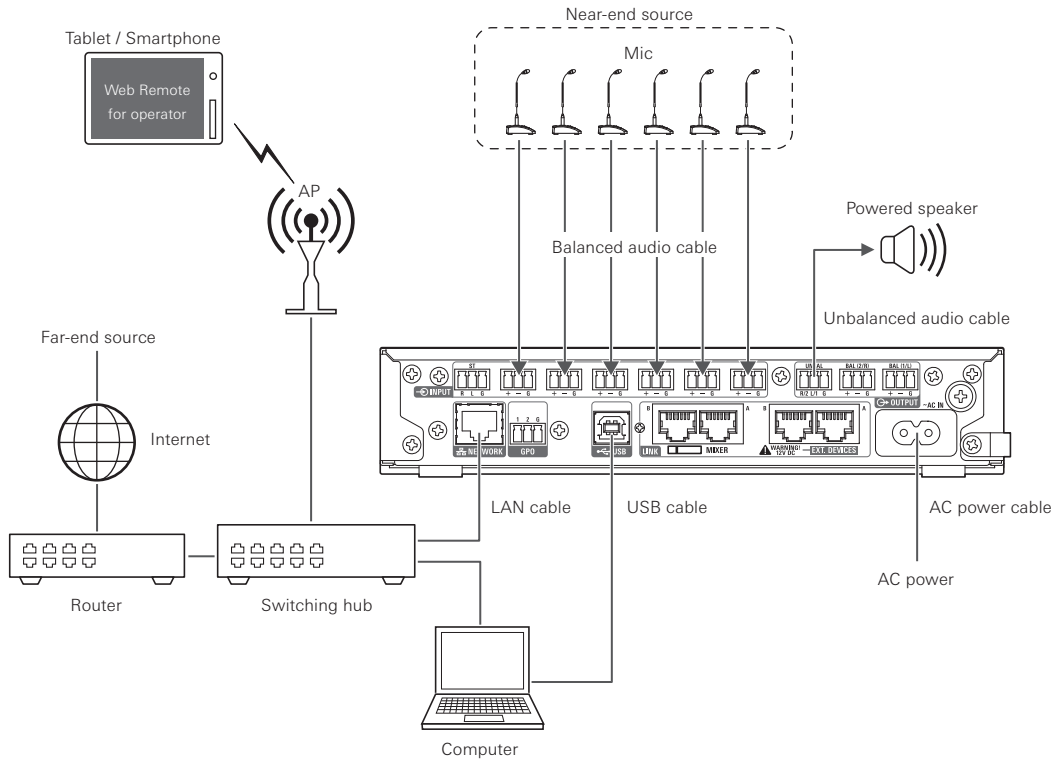 Near-end source
Tablet / Smartphone
Mic
Web Remote
for operator
AP
Powered speaker
Balanced audio cable
Unbalanced audio cable
Far-end source
ST
UNBAL
BAL (2/R)
BAL (1/L)
INPUT
R L G
+ - G
+ - G
+ - G
+ - G
+ - G
+ - G
R/2 L/1 G
+ - G
+ - G
OUTPUT
~AC IN
Internet
1 2 G
B
A
B
A
NETWORK
GPO
USB
LINK
MIXER
WARNING!
12V DC
EXT. DEVICES
LAN cable
USB cable
AC power cable
AC power
Router
Switching hub
Computer